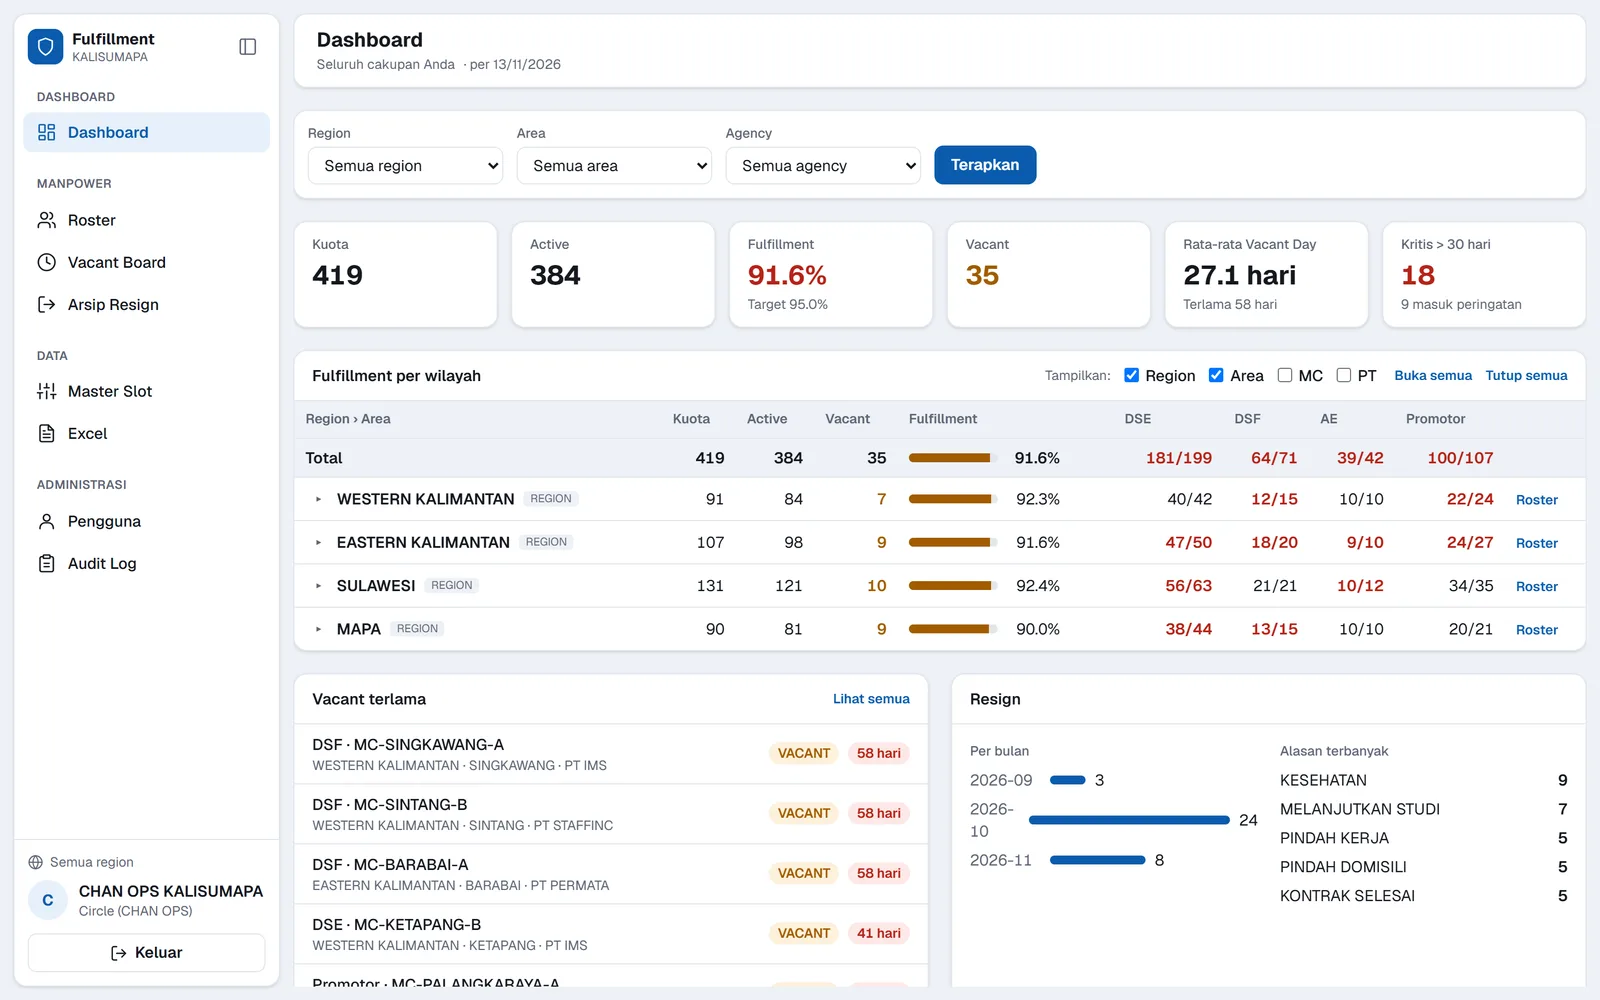 Fulfillment
KALISUMAPA
DASHBOARD
Dashboard
MANPOWER
Roster
Vacant Board
Arsip Resign
DATA
Master Slot
Excel
ADMINISTRASI
Pengguna
Audit Log
Semua region
C
CHAN OPS KALISUMAPA
Circle (CHAN OPS)
Keluar
Dashboard
Seluruh cakupan Anda · per 13/11/2026
Region Area Agency
Semua region Semua area Semua agency Terapkan
Kuota
419
Active
384
Fulfillment
91.6%
Target 95.0%
Vacant
35
Rata-rata Vacant Day
27.1 hari
Terlama 58 hari
Kritis > 30 hari
18
9 masuk peringatan
Fulfillment per wilayah Tampilkan: Region Area MC PT Buka semua Tutup semua
Region › Area Kuota Active Vacant Fulfillment DSE DSF AE Promotor
Total 419 384 35 91.6% 181/199 64/71 39/42 100/107
WESTERN KALIMANTAN REGION 91 84 7 92.3% 40/42 12/15 10/10 22/24 Roster
EASTERN KALIMANTAN REGION 107 98 9 91.6% 47/50 18/20 9/10 24/27 Roster
SULAWESI REGION 131 121 10 92.4% 56/63 21/21 10/12 34/35 Roster
MAPA REGION 90 81 9 90.0% 38/44 13/15 10/10 20/21 Roster
Vacant terlama Lihat semua
DSF · MC-SINGKAWANG-A
WESTERN KALIMANTAN · SINGKAWANG · PT IMS
VACANT 58 hari
DSF · MC-SINTANG-B
WESTERN KALIMANTAN · SINTANG · PT STAFFINC
VACANT 58 hari
DSF · MC-BARABAI-A
EASTERN KALIMANTAN · BARABAI · PT PERMATA
VACANT 58 hari
DSE · MC-KETAPANG-B
WESTERN KALIMANTAN · KETAPANG · PT IMS
VACANT 41 hari
Promotor · MC-PALANGKARAYA-A
Resign
Per bulan
2026-09 3
2026-
10 24
2026-11 8
Alasan terbanyak
KESEHATAN 9
MELANJUTKAN STUDI 7
PINDAH KERJA 5
PINDAH DOMISILI 5
KONTRAK SELESAI 5